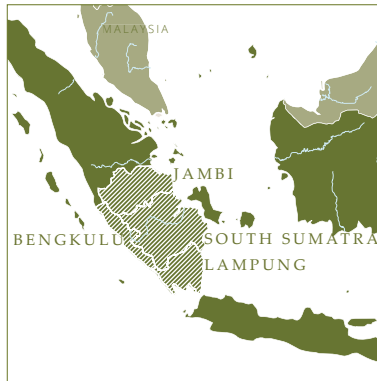 MALAYSIA
JAMBI
BENGKULU
SOUTH SUMATRA
LAMPUNG